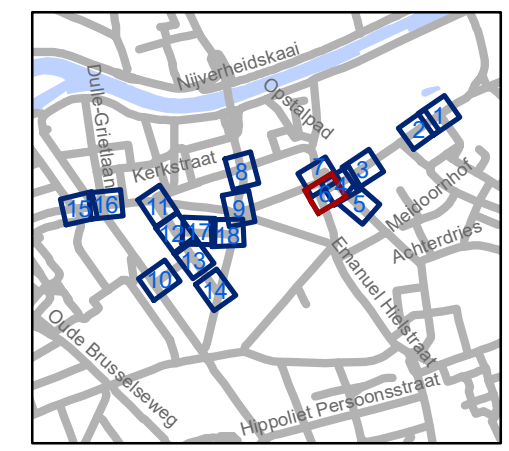 Nijverheidskaai
Opstalpad
Dulle-Grietlaan
Kerkstraat
1
2
3
4
5
6
7
8
9
Meidoornhof
Achterdries
15
16
11
12
17
18
13
10
14
Emanuel Hielstraat
Oude Brusselseweg
Hippoliet Persoonsstraat